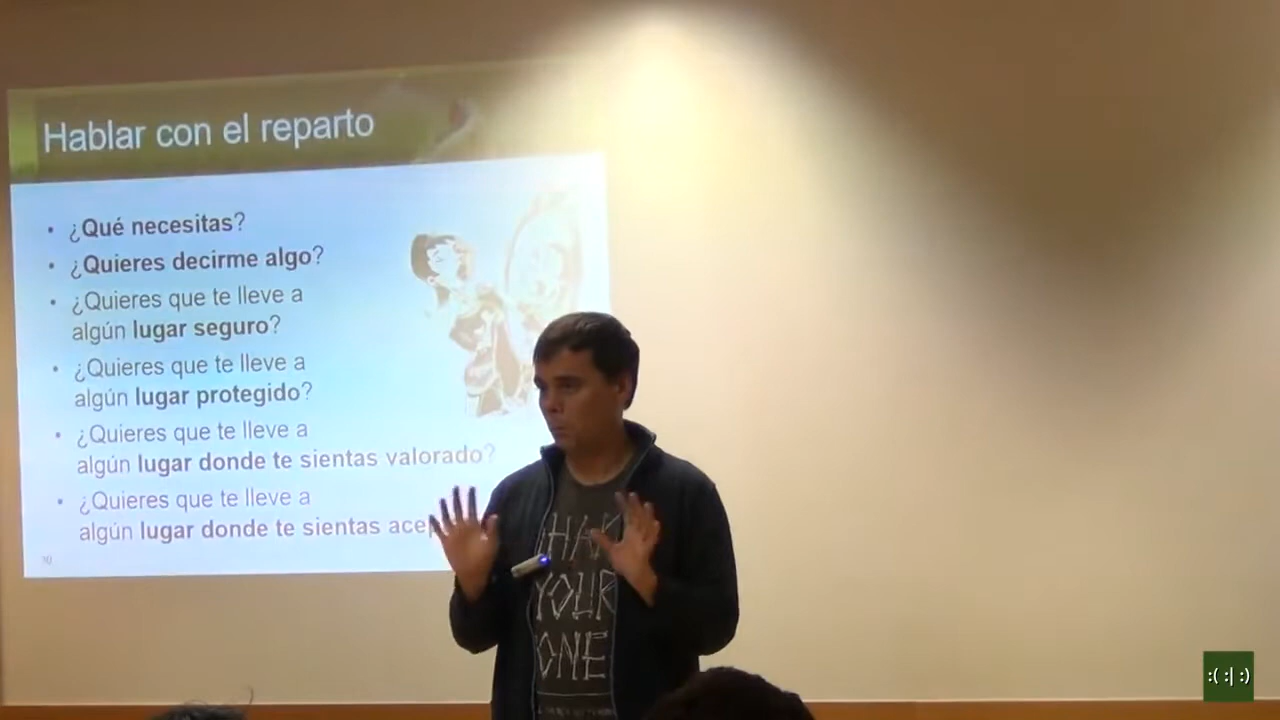 Hablar con el reparto
• ¿Qué necesitas?
• ¿Quieres decirme algo?
• ¿Quieres que te lleve a
algún lugar seguro?
• ¿Quieres que te lleve a
algún lugar protegido?
• ¿Quieres que te lleve a
algún lugar donde te sientas valorado?
• ¿Quieres que te lleve a
algún lugar donde te sientas
YOUR
ONE
:( :| :)